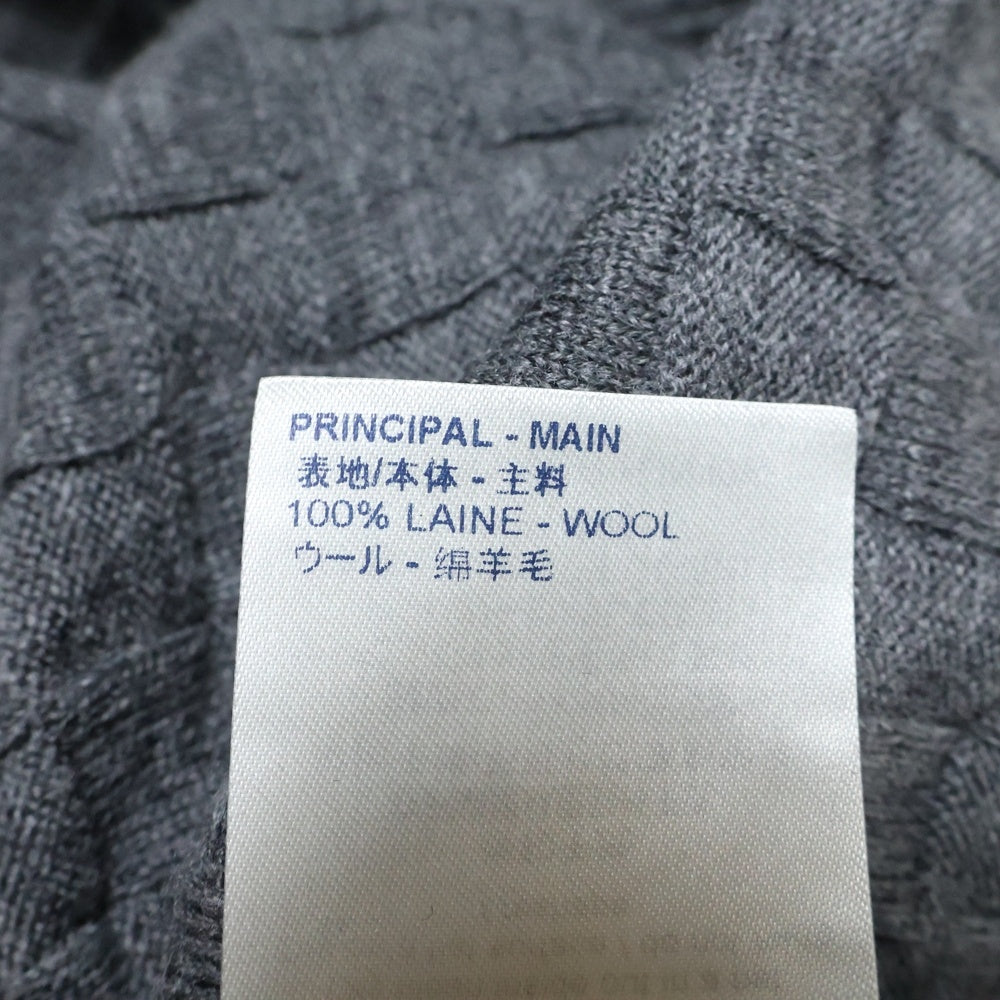 PRINCIPAL - MAIN
表地/本体 - 主料
100% LAINE - WOOL
ウール - 绵羊毛